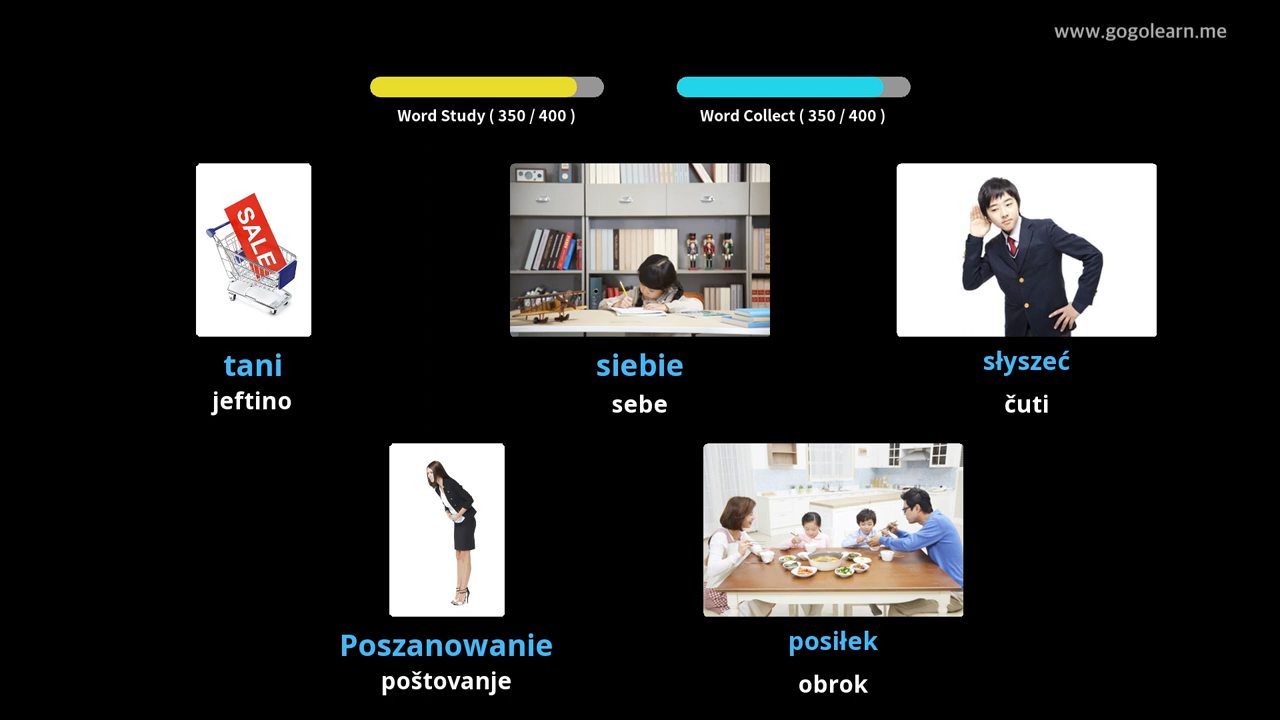 www.gogolearn.me
Word Study ( 350 / 400 )
Word Collect ( 350 / 400 )
SALE
tani
jeftino
siebie
sebe
słyszeć
čuti
Poszanowanie
poštovanje
posiłek
obrok